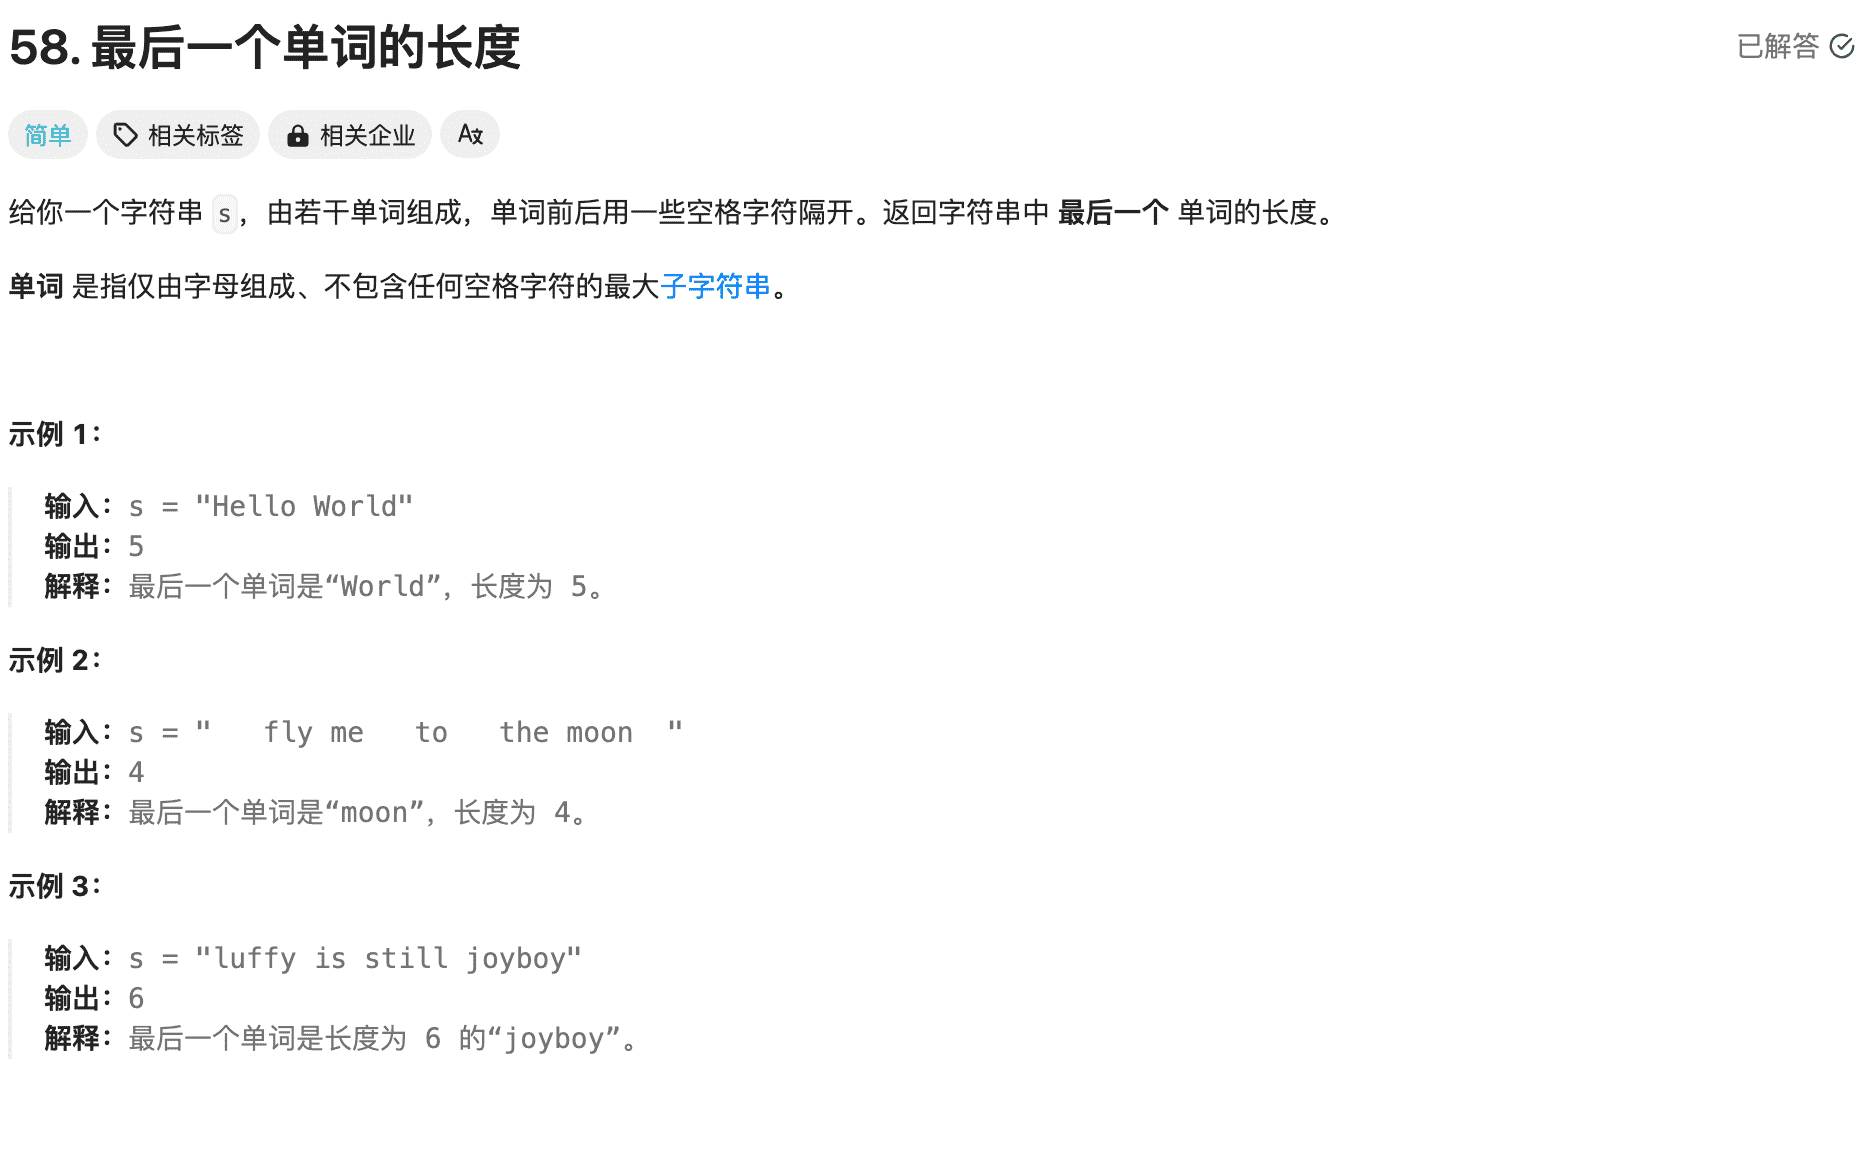 58. 最后一个单词的长度
已解答
简单 相关标签 相关企业 Aあ
给你一个字符串 s，由若干单词组成，单词前后用一些空格字符隔开。返回字符串中 最后一个 单词的长度。
单词 是指仅由字母组成、不包含任何空格字符的最大子字符串。
示例 1：
输入：s = "Hello World"
输出：5
解释：最后一个单词是“World”，长度为 5。
示例 2：
输入：s = "   fly me   to   the moon  "
输出：4
解释：最后一个单词是“moon”，长度为 4。
示例 3：
输入：s = "luffy is still joyboy"
输出：6
解释：最后一个单词是长度为 6 的“joyboy”。